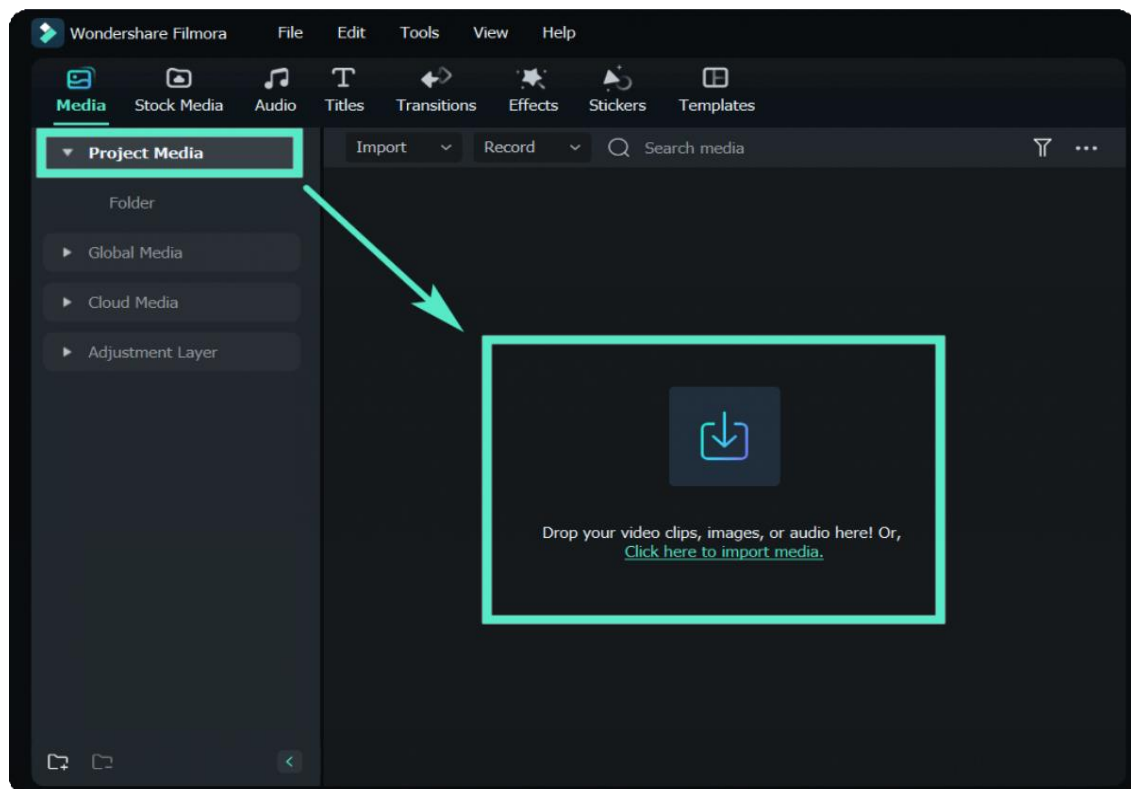 Wondershare Filmora File Edit Tools View Help
Media Stock Media Audio Titles Transitions Effects Stickers Templates
Project Media Import Record Search media
Folder
Global Media
Cloud Media
Adjustment Layer
Drop your video clips, images, or audio here! Or,
Click here to import media.